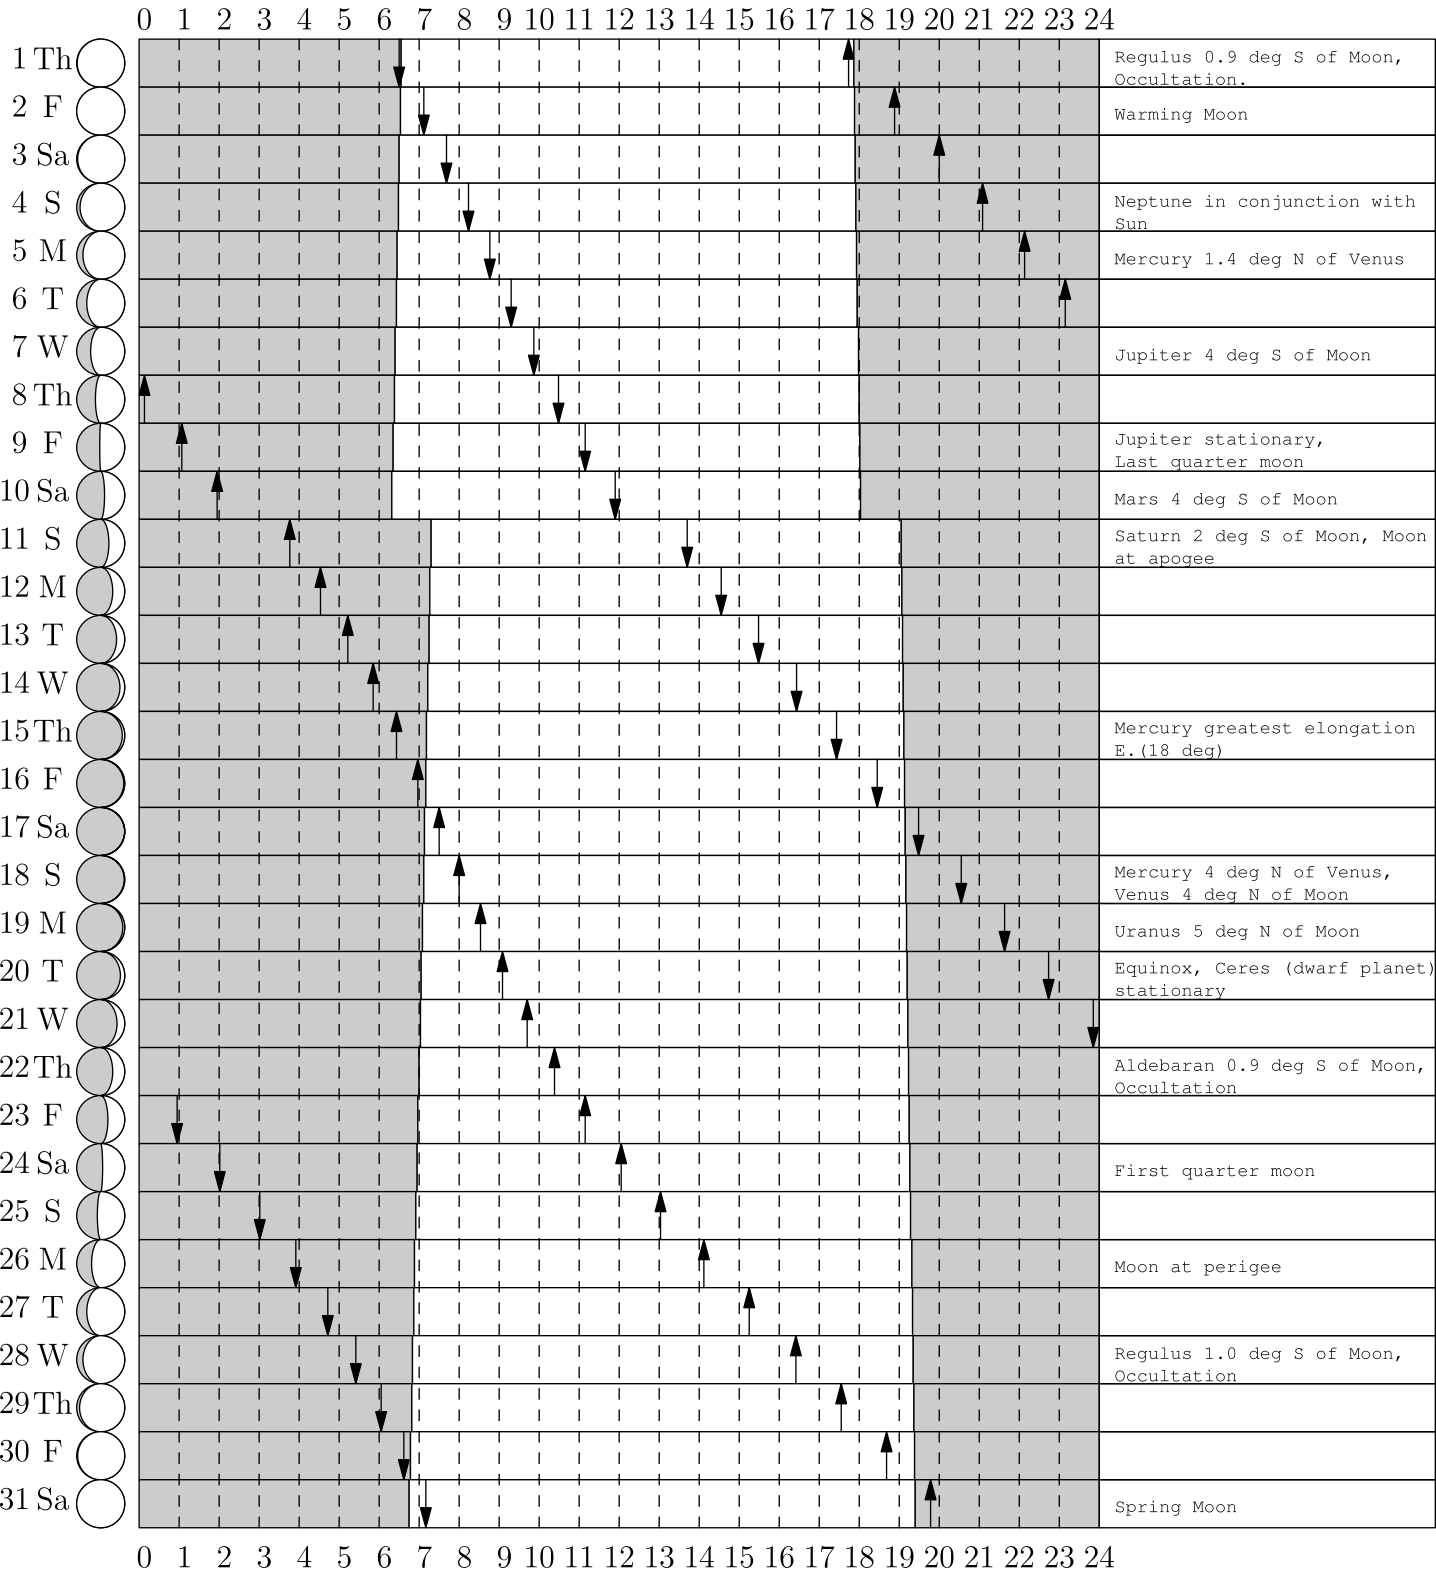 0 1 2 3 4 5 6 7 8 9 10 11 12 13 14 15 16 17 18 19 20 21 22 23 24
1 Th Regulus 0.9 deg S of Moon,
Occultation.
2 F Warming Moon
3 Sa
4 S Neptune in conjunction with
Sun
5 M Mercury 1.4 deg N of Venus
6 T
7 W Jupiter 4 deg S of Moon
8 Th
9 F Jupiter stationary,
Last quarter moon
10 Sa Mars 4 deg S of Moon
11 S Saturn 2 deg S of Moon, Moon
at apogee
12 M
13 T
14 W
15 Th Mercury greatest elongation
E.(18 deg)
16 F
17 Sa
18 S Mercury 4 deg N of Venus,
Venus 4 deg N of Moon
19 M Uranus 5 deg N of Moon
20 T Equinox, Ceres (dwarf planet)
stationary
21 W
22 Th Aldebaran 0.9 deg S of Moon,
Occultation
23 F
24 Sa First quarter moon
25 S
26 M Moon at perigee
27 T
28 W Regulus 1.0 deg S of Moon,
Occultation
29 Th
30 F
31 Sa Spring Moon
0 1 2 3 4 5 6 7 8 9 10 11 12 13 14 15 16 17 18 19 20 21 22 23 24